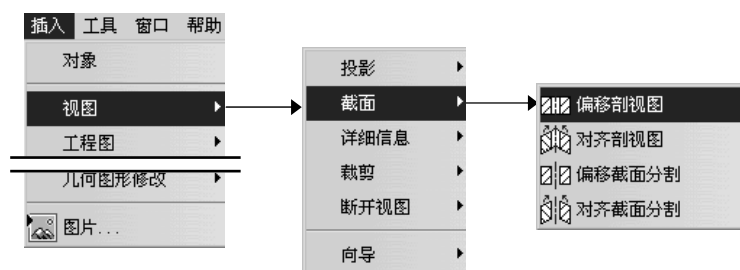 插入 工具 窗口 帮助
对象
视图
工程图
几何图形修改
图片...
投影
截面
详细信息
裁剪
断开视图
向导
偏移剖视图
对齐剖视图
偏移截面分割
对齐截面分割